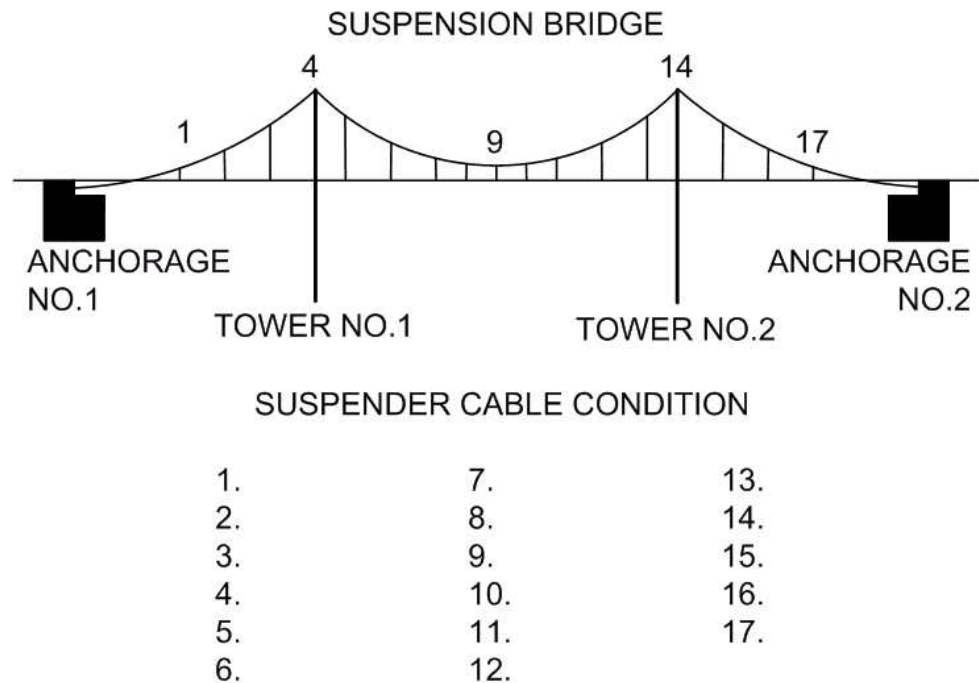 SUSPENSION BRIDGE
4 14
1 9 17
ANCHORAGE
NO.1
ANCHORAGE
NO.2
TOWER NO.1 TOWER NO.2
SUSPENDER CABLE CONDITION
1. 7. 13.
2. 8. 14.
3. 9. 15.
4. 10. 16.
5. 11. 17.
6. 12.